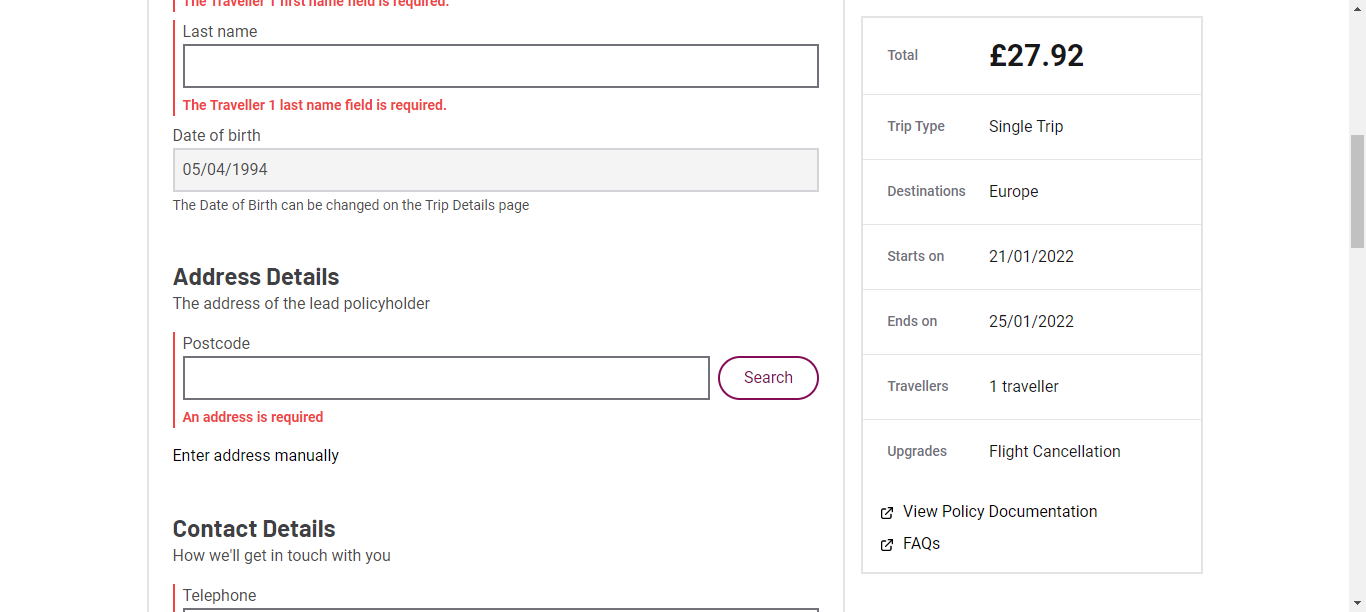 The Traveller 1 first name field is required.
Last name
The Traveller 1 last name field is required.
Date of birth
05/04/1994
The Date of Birth can be changed on the Trip Details page
Address Details
The address of the lead policyholder
Postcode
Search
An address is required
Enter address manually
Contact Details
How we'll get in touch with you
Telephone
Total £27.92
Trip Type Single Trip
Destinations Europe
Starts on 21/01/2022
Ends on 25/01/2022
Travellers 1 traveller
Upgrades Flight Cancellation
View Policy Documentation
FAQs